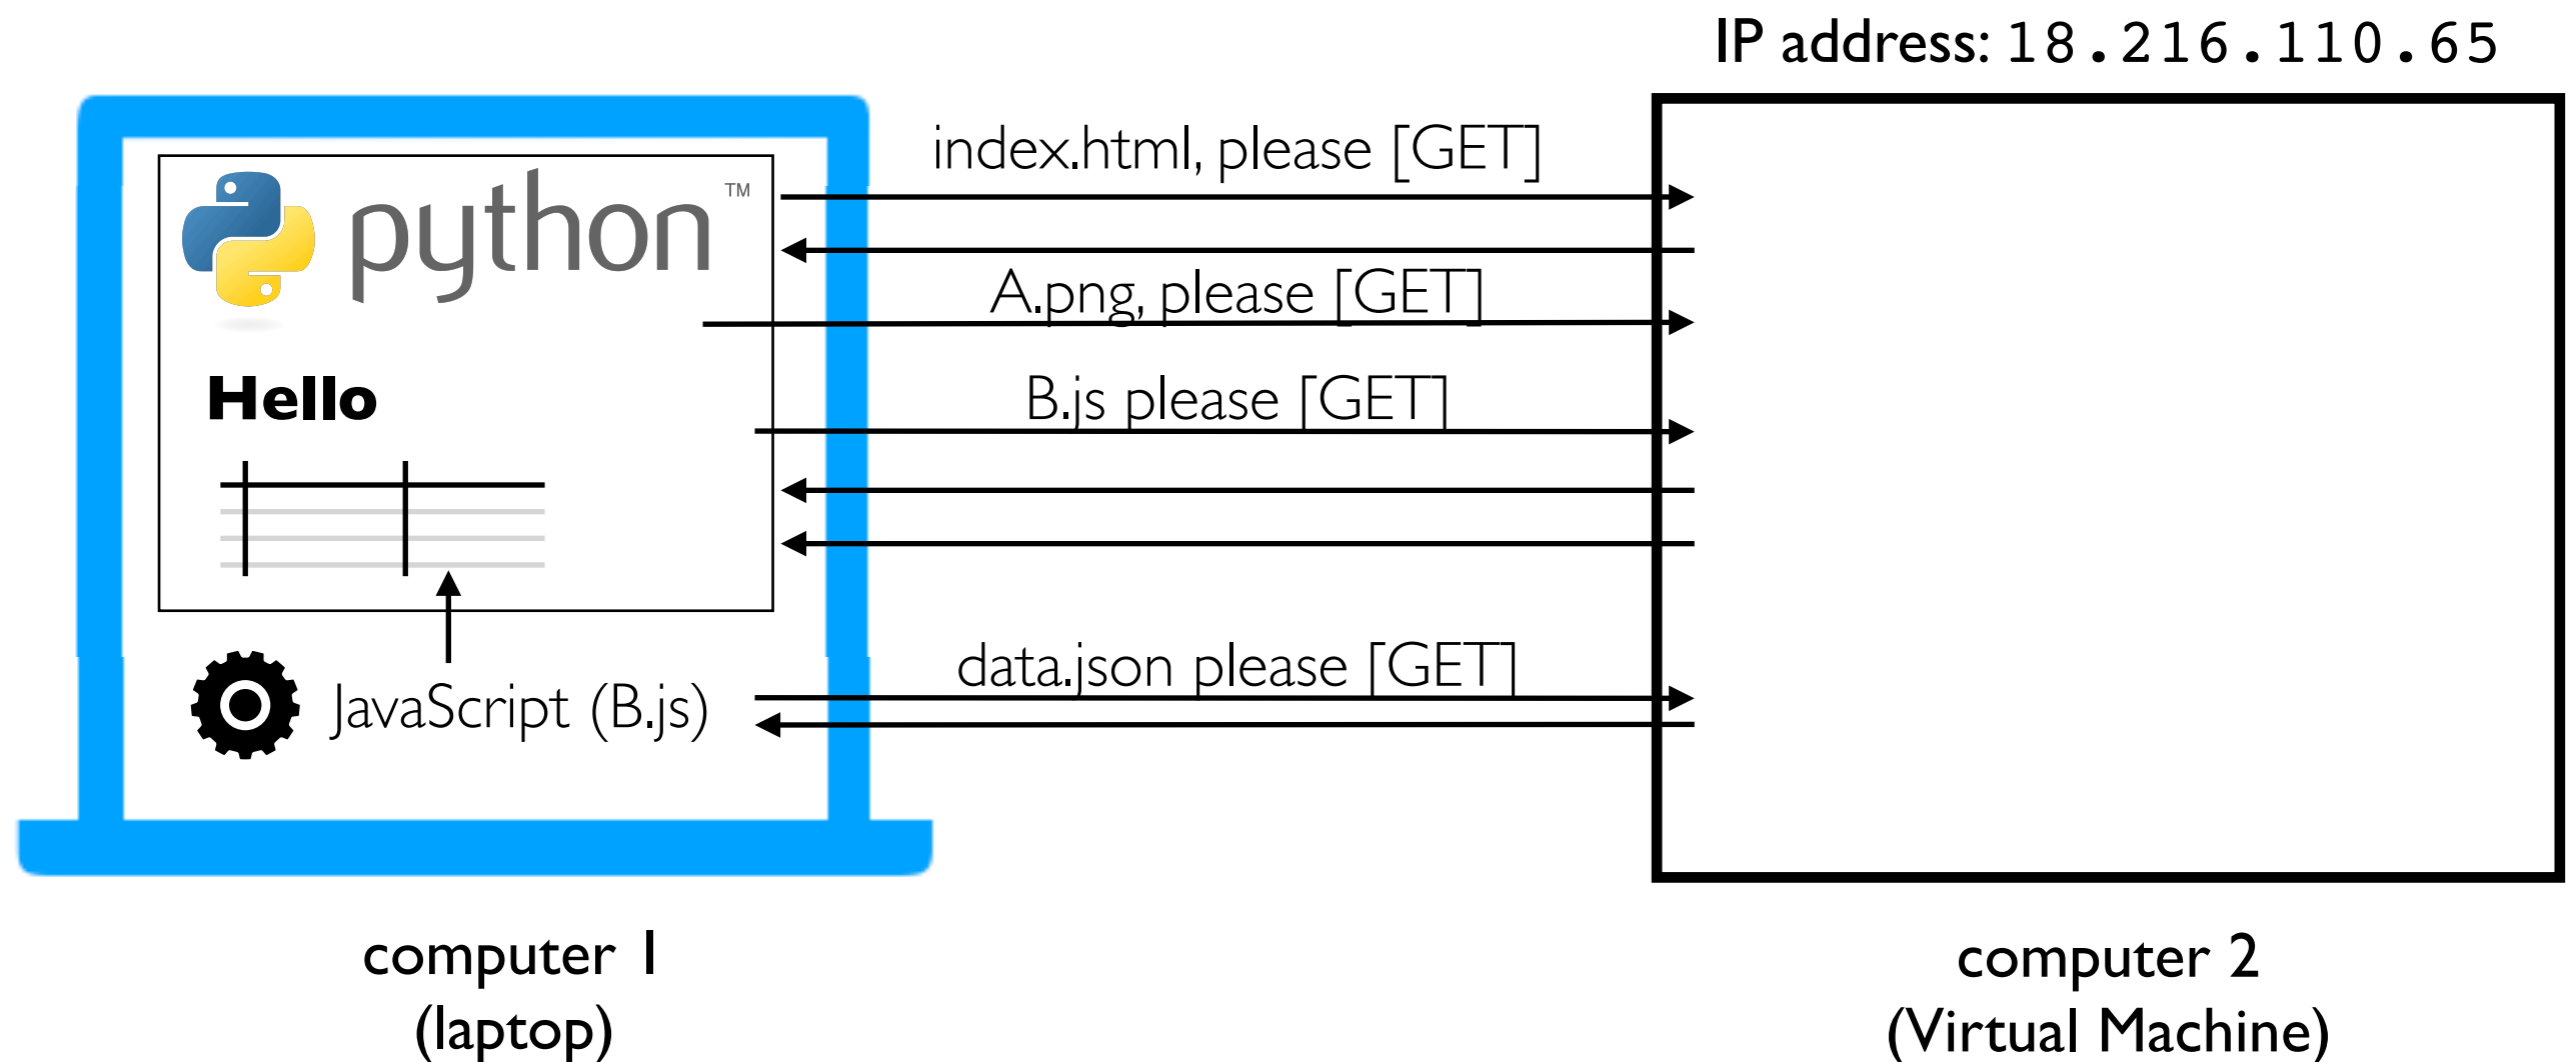 IP address: 18.216.110.65
index.html, please [GET]
python™
A.png, please [GET]
Hello
B.js please [GET]
data.json please [GET]
JavaScript (B.js)
computer 1
(laptop)
computer 2
(Virtual Machine)